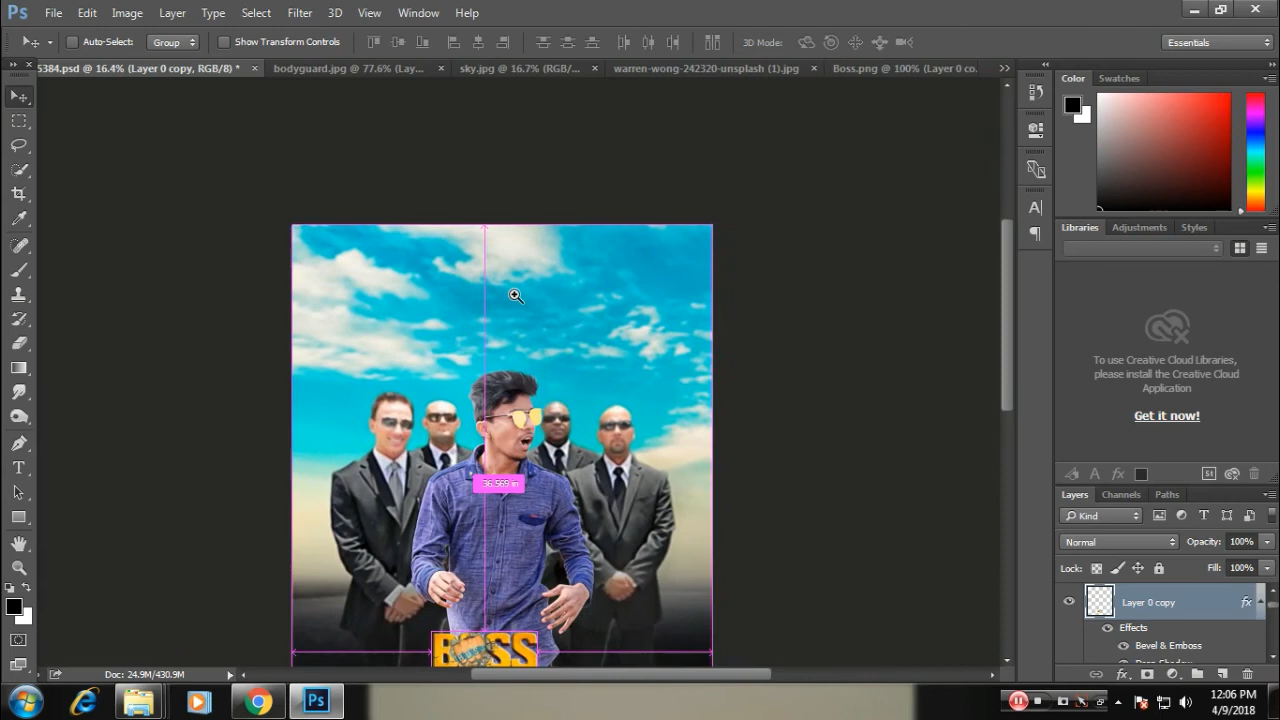 Ps File Edit Image Layer Type Select Filter 3D View Window Help
Auto-Select: Group Show Transform Controls 3D Mode: Essentials
5384.psd @ 16.4% (Layer 0 copy, RGB/8) * × bodyguard.jpg @ 77.6% (Lay... × sky.jpg @ 16.7% (RGB/... × warren-wong-242320-unsplash (1).jpg × Boss.png @ 100% (Layer 0 co.
Color Swatches
Libraries Adjustments Styles
To use Creative Cloud Libraries,
please install the Creative Cloud
Application
Get it now!
36.569 in
BOSS
Layers Channels Paths
Kind
Normal Opacity: 100%
Lock: Fill: 100%
Layer 0 copy fx
Effects
Bevel & Emboss
Doc: 24.9M/430.9M
Ps
12:06 PM
4/9/2018